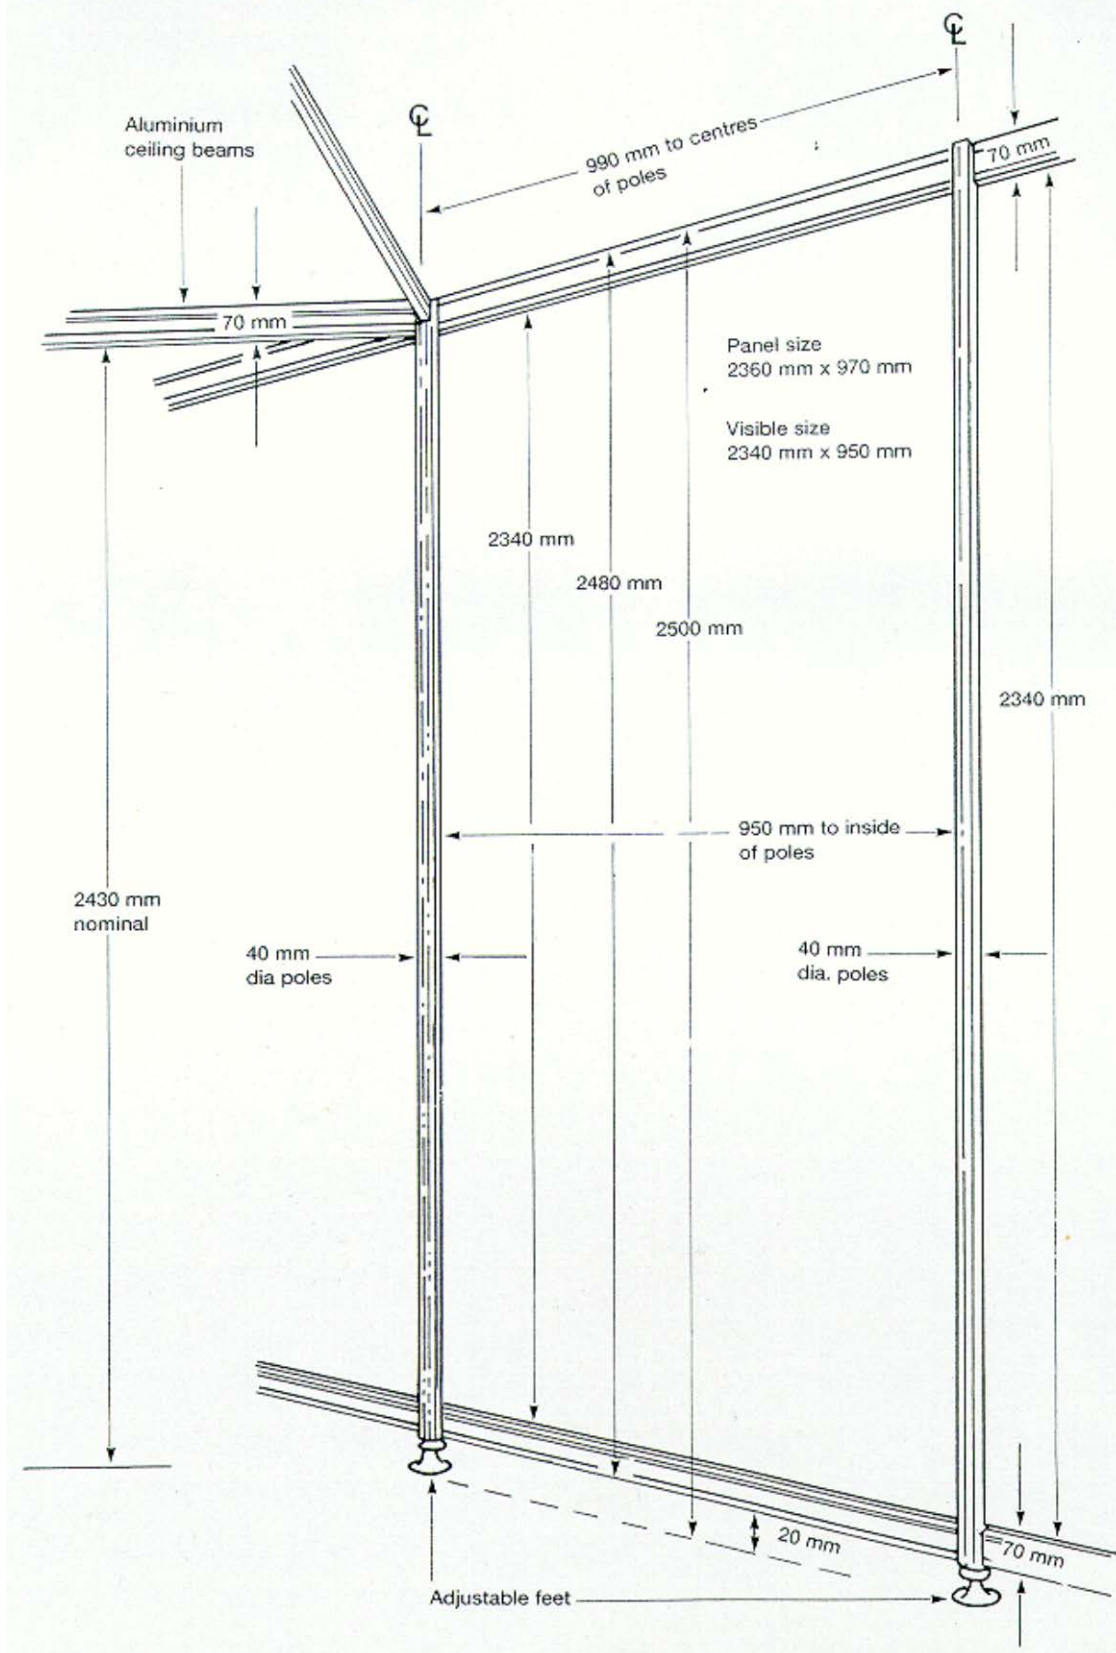 ℄
℄
Aluminium
ceiling beams
990 mm to centres
of poles
70 mm
70 mm
Panel size
2360 mm x 970 mm
Visible size
2340 mm x 950 mm
2340 mm
2480 mm
2500 mm
2340 mm
950 mm to inside
of poles
2430 mm
nominal
40 mm
dia poles
40 mm
dia. poles
20 mm
70 mm
Adjustable feet